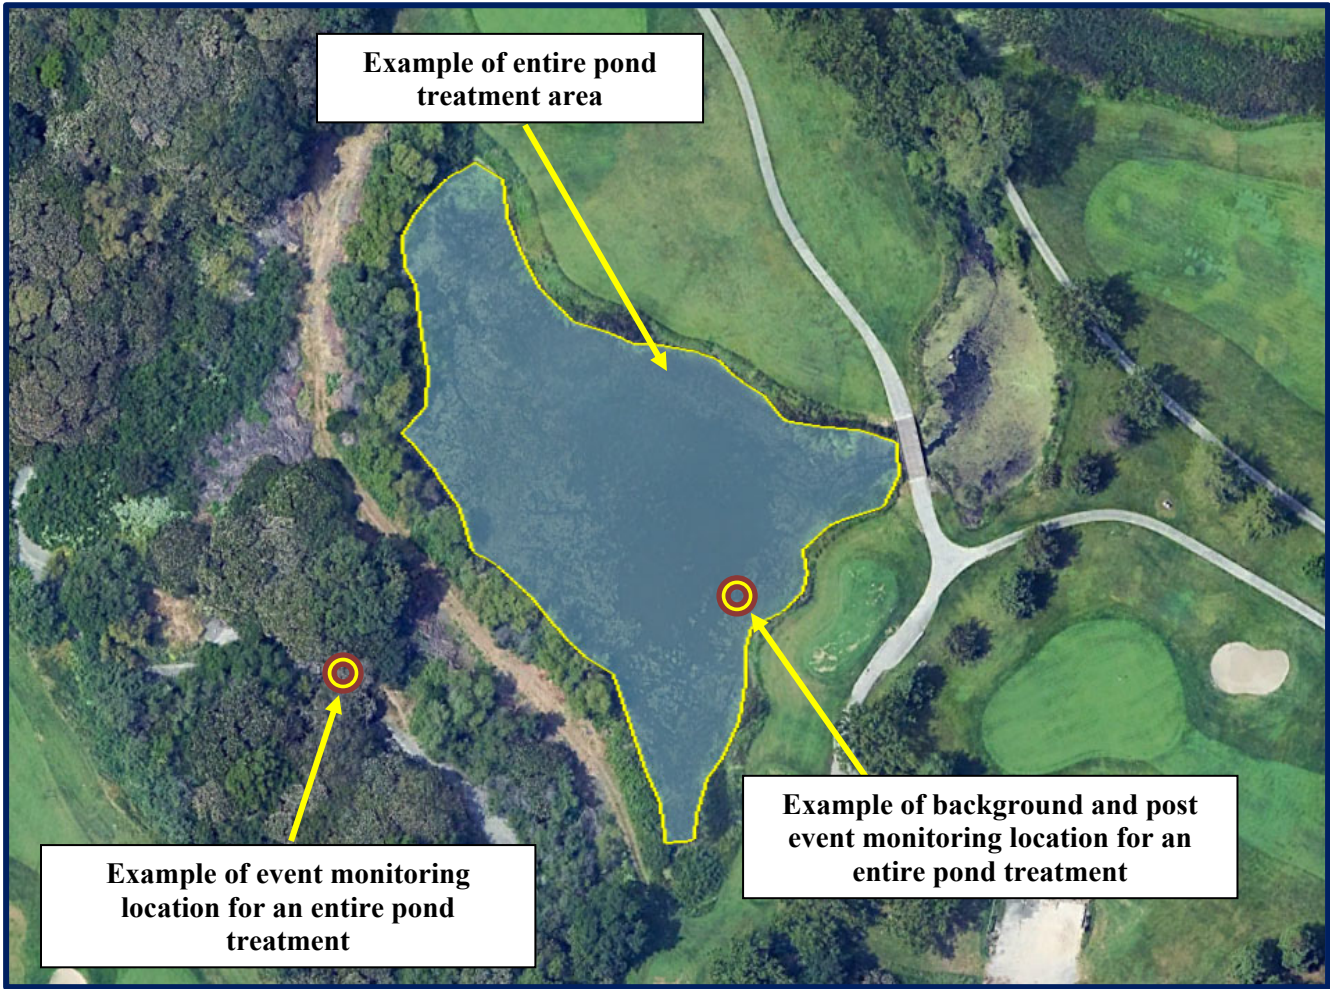 Example of entire pond
treatment area
Example of background and post
event monitoring location for an
entire pond treatment
Example of event monitoring
location for an entire pond
treatment